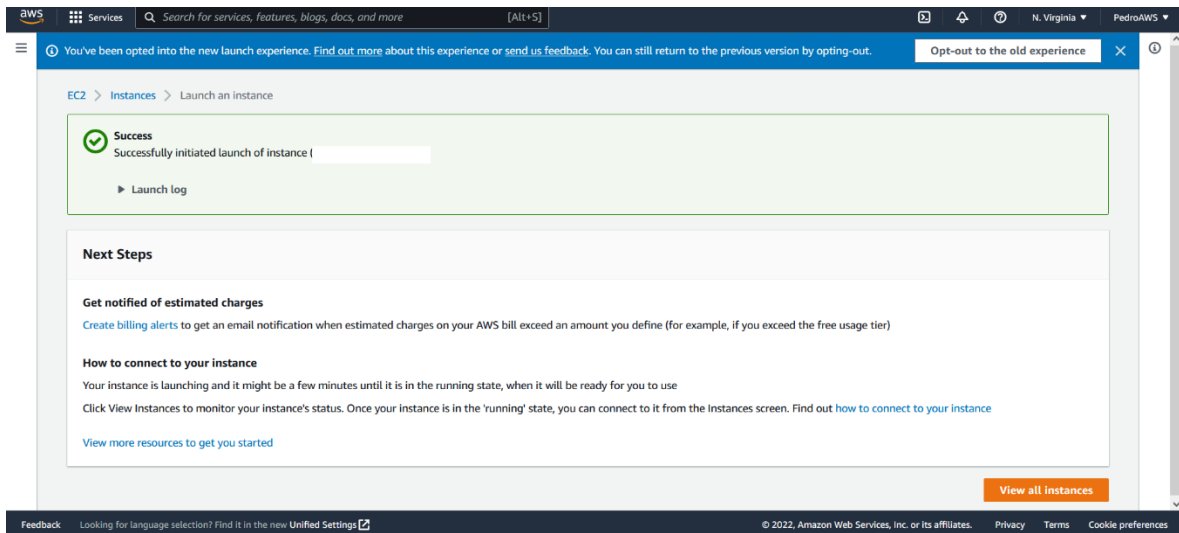 aws
Services
Search for services, features, blogs, docs, and more
[Alt+S]
N. Virginia
PedroAWS
You've been opted into the new launch experience. Find out more about this experience or send us feedback. You can still return to the previous version by opting-out.
Opt-out to the old experience
EC2 > Instances > Launch an instance
Success
Successfully initiated launch of instance (
Launch log
Next Steps
Get notified of estimated charges
Create billing alerts to get an email notification when estimated charges on your AWS bill exceed an amount you define (for example, if you exceed the free usage tier)
How to connect to your instance
Your instance is launching and it might be a few minutes until it is in the running state, when it will be ready for you to use
Click View Instances to monitor your instance's status. Once your instance is in the 'running' state, you can connect to it from the Instances screen. Find out how to connect to your instance
View more resources to get you started
View all instances
Feedback
Looking for language selection? Find it in the new Unified Settings
© 2022, Amazon Web Services, Inc. or its affiliates.
Privacy
Terms
Cookie preferences